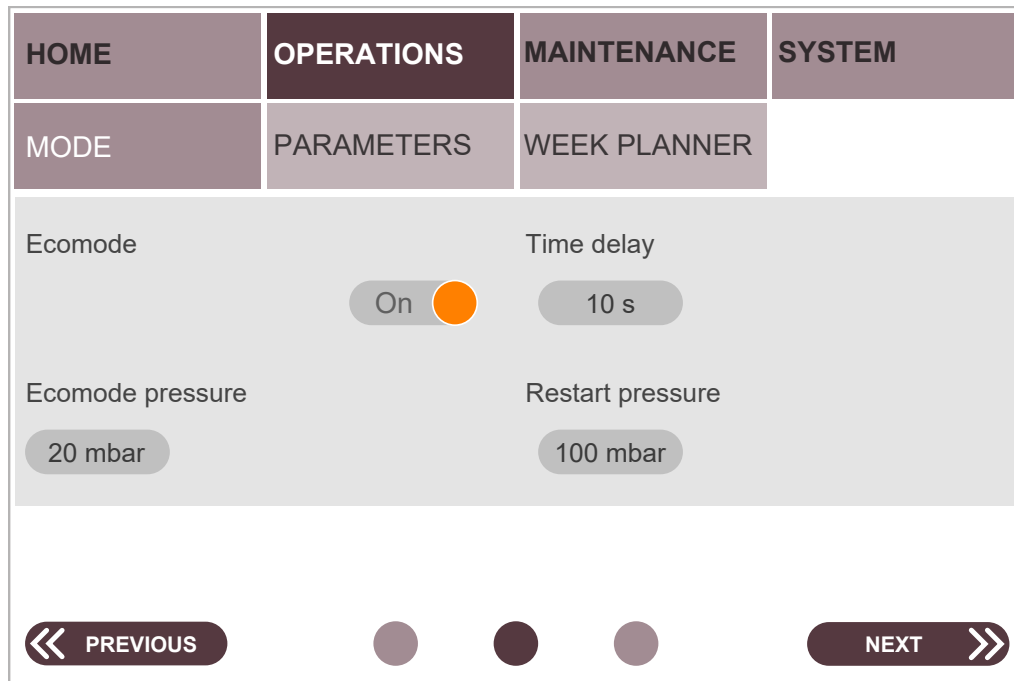 HOME OPERATIONS MAINTENANCE SYSTEM
MODE PARAMETERS WEEK PLANNER
Ecomode Time delay
On 10 s
Ecomode pressure Restart pressure
20 mbar 100 mbar
PREVIOUS NEXT